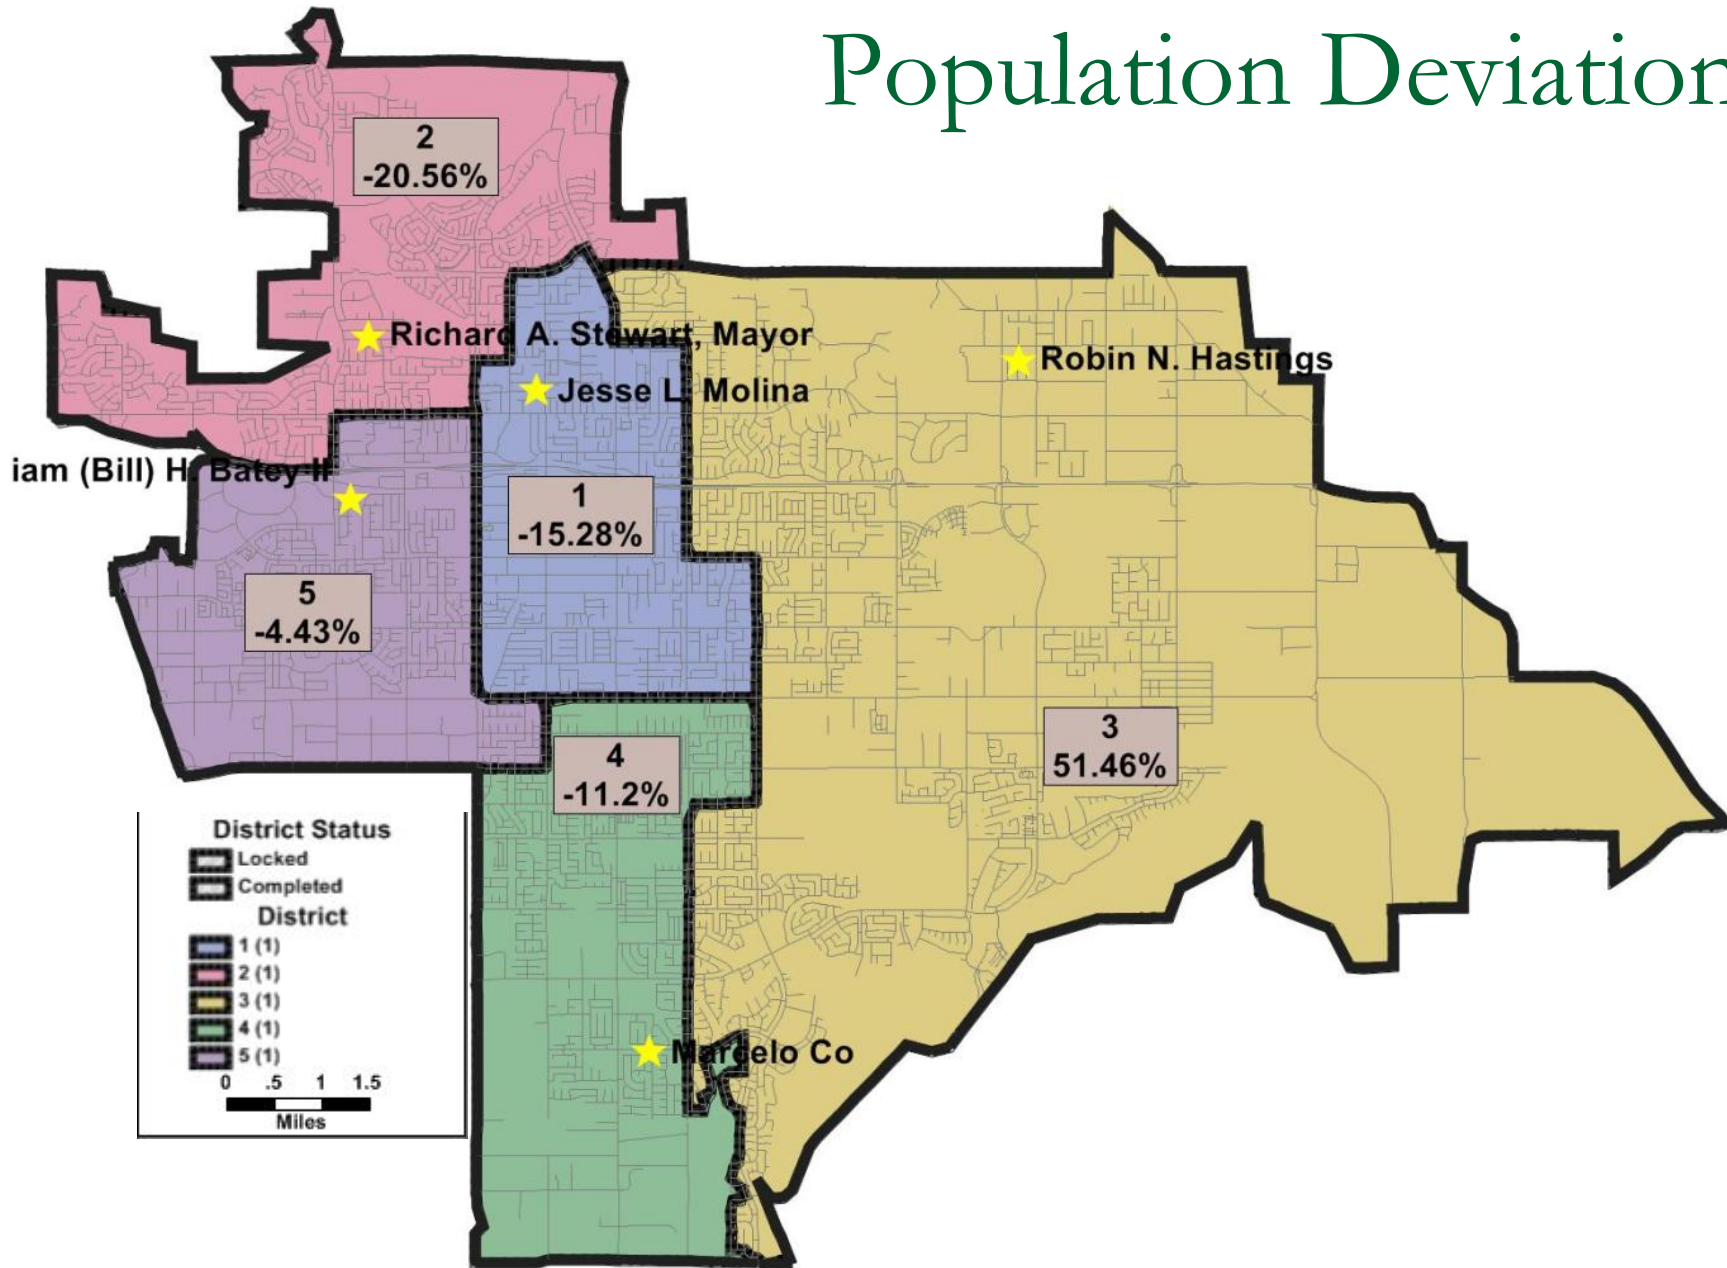 Population Deviation
2
-20.56%
Richard A. Stewart, Mayor
Robin N. Hastings
Jesse L. Molina
iam (Bill) H. Batey II
1
-15.28%
5
-4.43%
3
51.46%
4
-11.2%
Marcelo Co
District Status
Locked
Completed
District
1 (1)
2 (1)
3 (1)
4 (1)
5 (1)
0 .5 1 1.5
Miles